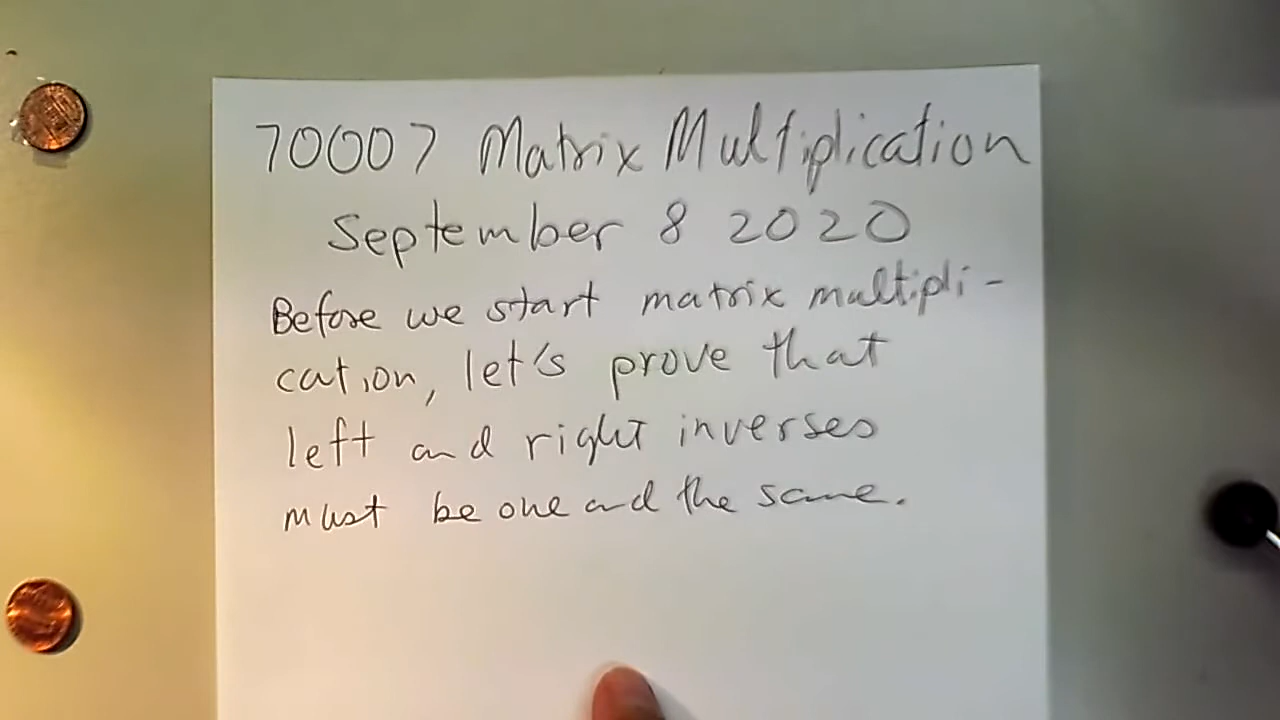 70007 Matrix Multiplication
September 8 2020
Before we start matrix multipli-
cation, let's prove that
left and right inverses
must be one and the same.